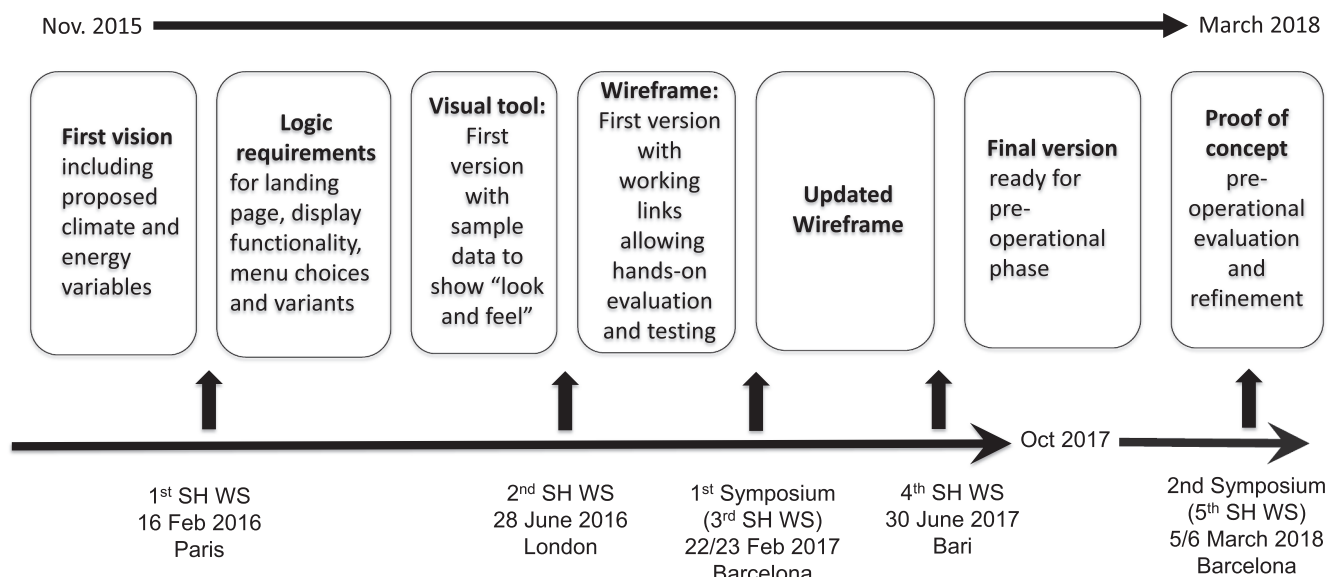 Nov. 2015
March 2018
First vision
including
proposed
climate and
energy
variables
Logic
requirements
for landing
page, display
functionality,
menu choices
and variants
Visual tool:
First
version
with
sample
data to
show “look
and feel”
Wireframe:
First version
with
working
links
allowing
hands-on
evaluation
and testing
Updated
Wireframe
Final version
ready for
pre-
operational
phase
Proof of
concept
pre-
operational
evaluation
and
refinement
Oct 2017
1st SH WS
16 Feb 2016
Paris
2nd SH WS
28 June 2016
London
1st Symposium
(3rd SH WS)
22/23 Feb 2017
Barcelona
4th SH WS
30 June 2017
Bari
2nd Symposium
(5th SH WS)
5/6 March 2018
Barcelona